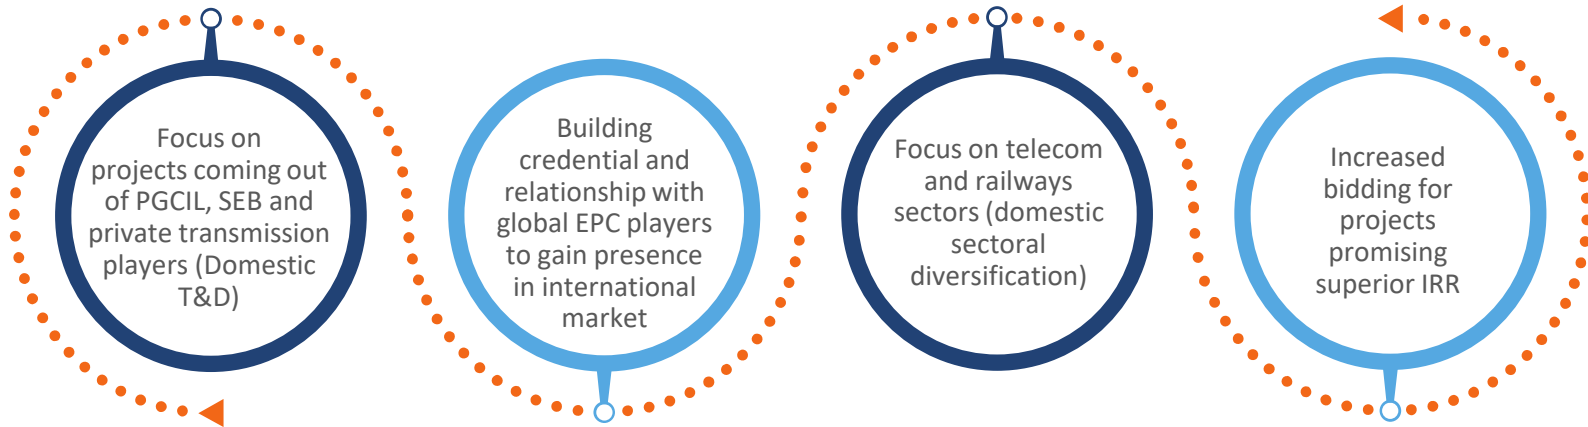 Focus on
projects coming out
of PGCIL, SEB and
private transmission
players (Domestic
T&D)
Building
credential and
relationship with
global EPC players
to gain presence
in international
market
Focus on telecom
and railways
sectors (domestic
sectoral
diversification)
Increased
bidding for
projects
promising
superior IRR